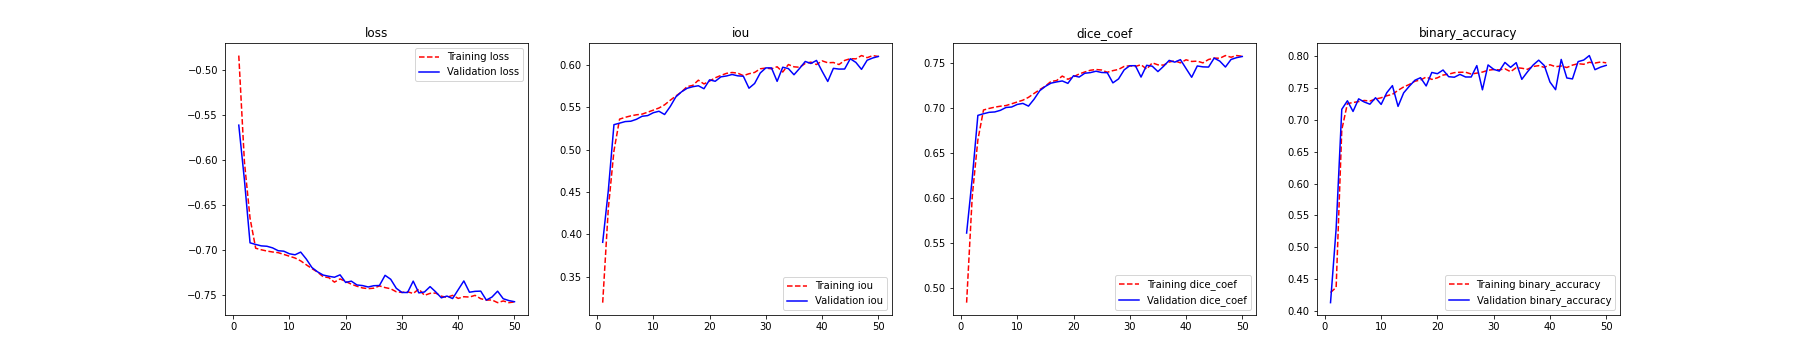 loss
Training loss
Validation loss
−0.50
−0.55
−0.60
−0.65
−0.70
−0.75
0 10 20 30 40 50
iou
0.60
0.55
0.50
0.45
0.40
0.35
Training iou
Validation iou
0 10 20 30 40 50
dice_coef
0.75
0.70
0.65
0.60
0.55
0.50
Training dice_coef
Validation dice_coef
0 10 20 30 40 50
binary_accuracy
0.80
0.75
0.70
0.65
0.60
0.55
0.50
0.45
0.40
Training binary_accuracy
Validation binary_accuracy
0 10 20 30 40 50